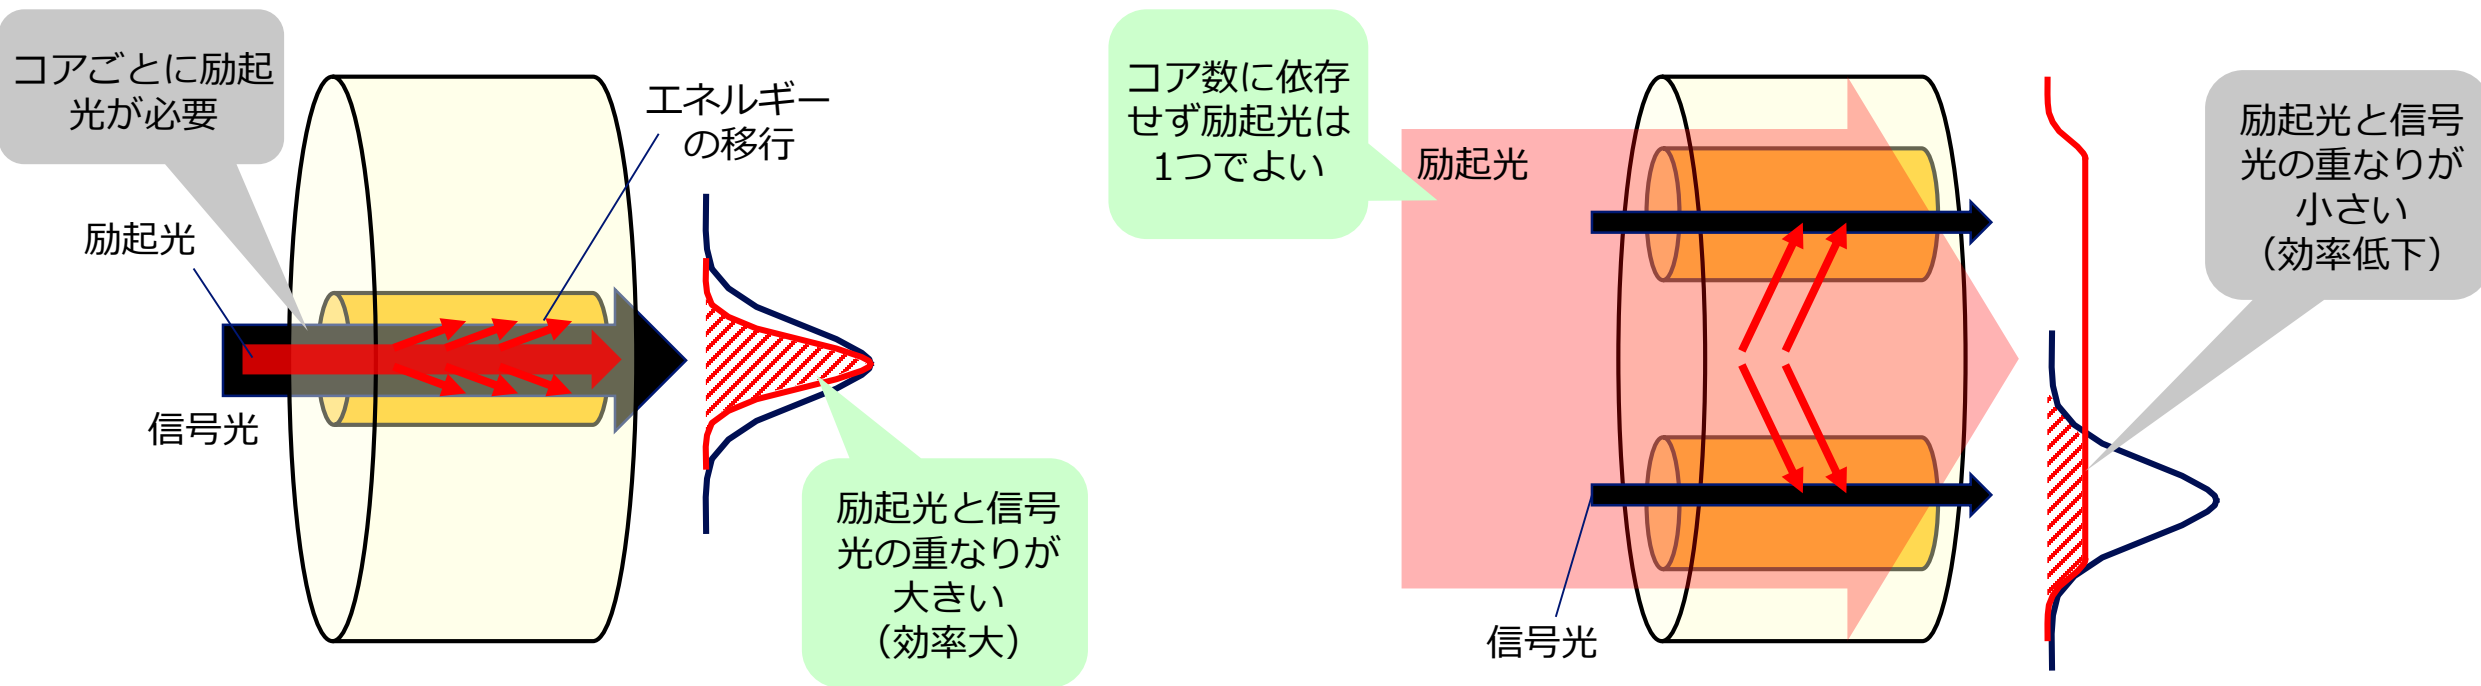 コアごとに励起
光が必要
エネルギー
の移行
励起光
信号光
励起光と信号
光の重なりが
大きい
（効率大）
コア数に依存
せず励起光は
1つでよい
励起光
信号光
励起光と信号
光の重なりが
小さい
（効率低下）